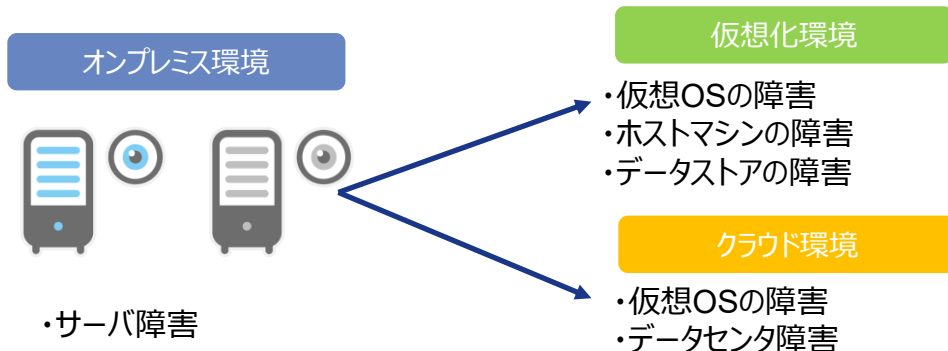 オンプレミス環境
・サーバ障害
仮想化環境
・仮想OSの障害
・ホストマシンの障害
・データストアの障害
クラウド環境
・仮想OSの障害
・データセンタ障害